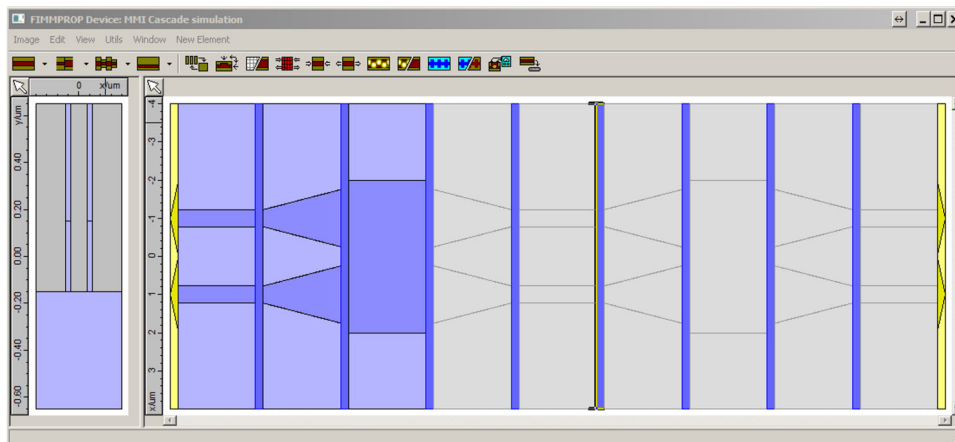 FIMMPROP Device: MMI Cascade simulation
Image Edit View Utils Window New Element
0 x/um
y/um
0.40
0.20
0.00
-0.20
-0.40
-0.60
-4
-3
-2
-1
0
1
2
3
x/um